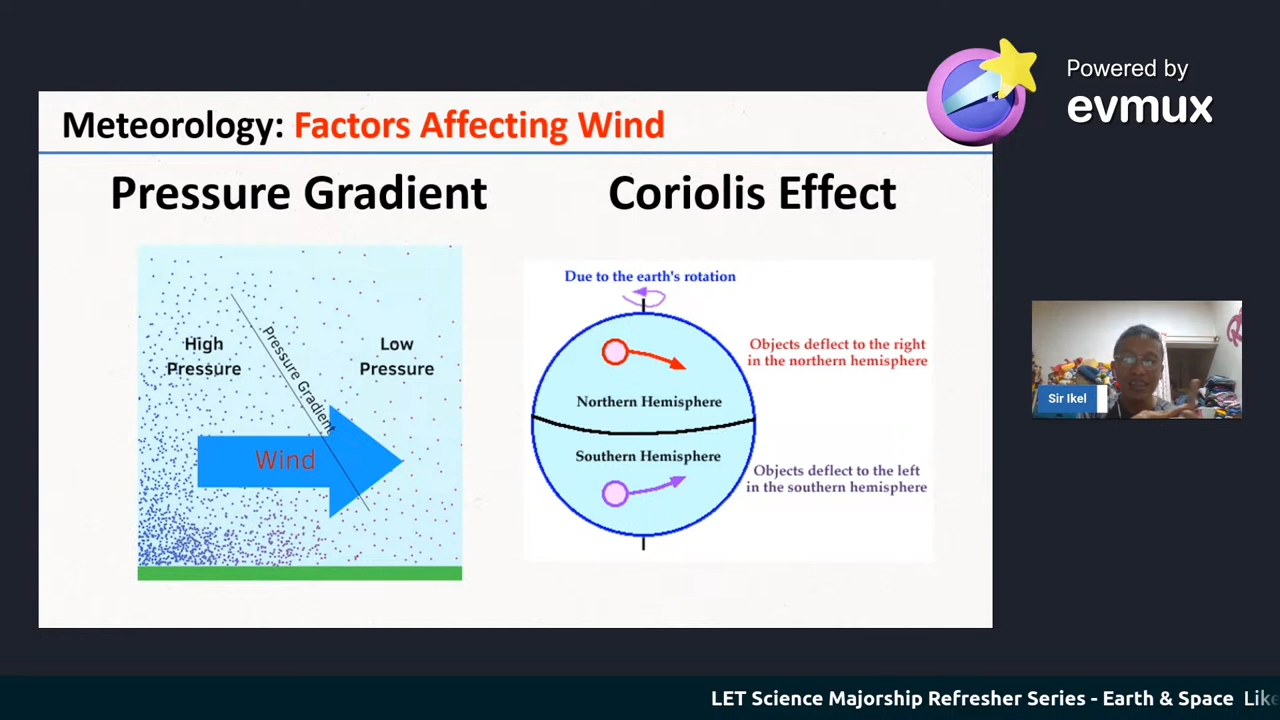 Powered by
evmux
Meteorology: Factors Affecting Wind
Pressure Gradient
Coriolis Effect
High
Pressure
Pressure Gradient
Low
Pressure
Wind
Due to the earth's rotation
Objects deflect to the right
in the northern hemisphere
Northern Hemisphere
Southern Hemisphere
Objects deflect to the left
in the southern hemisphere
Sir Ikel
LET Science Majorship Refresher Series - Earth & Space Like